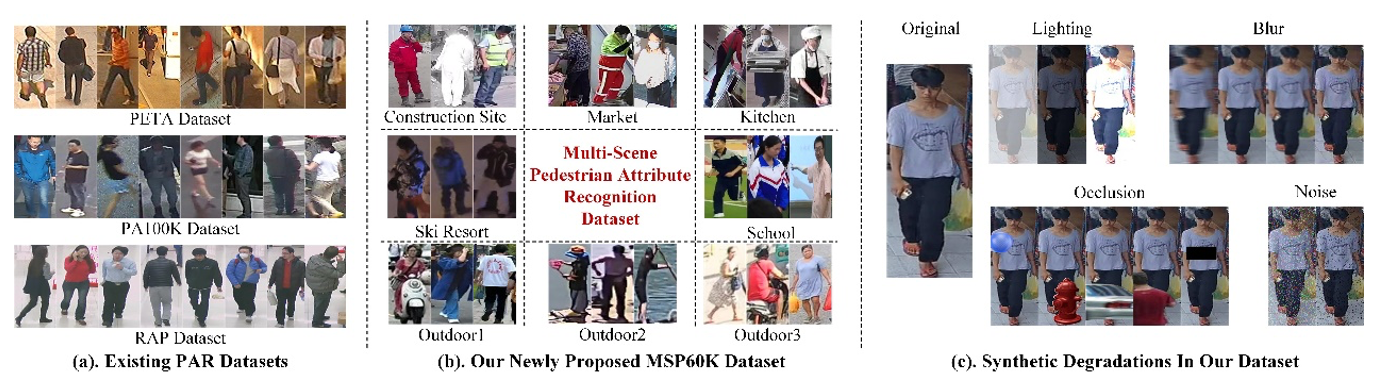 PETA Dataset
PA100K Dataset
RAP Dataset
(a). Existing PAR Datasets
Construction Site
Market
Kitchen
Ski Resort
Multi-Scene
Pedestrian Attribute
Recognition
Dataset
School
Outdoor1
Outdoor2
Outdoor3
(b). Our Newly Proposed MSP60K Dataset
Original
Lighting
Blur
Occlusion
Noise
(c). Synthetic Degradations In Our Dataset